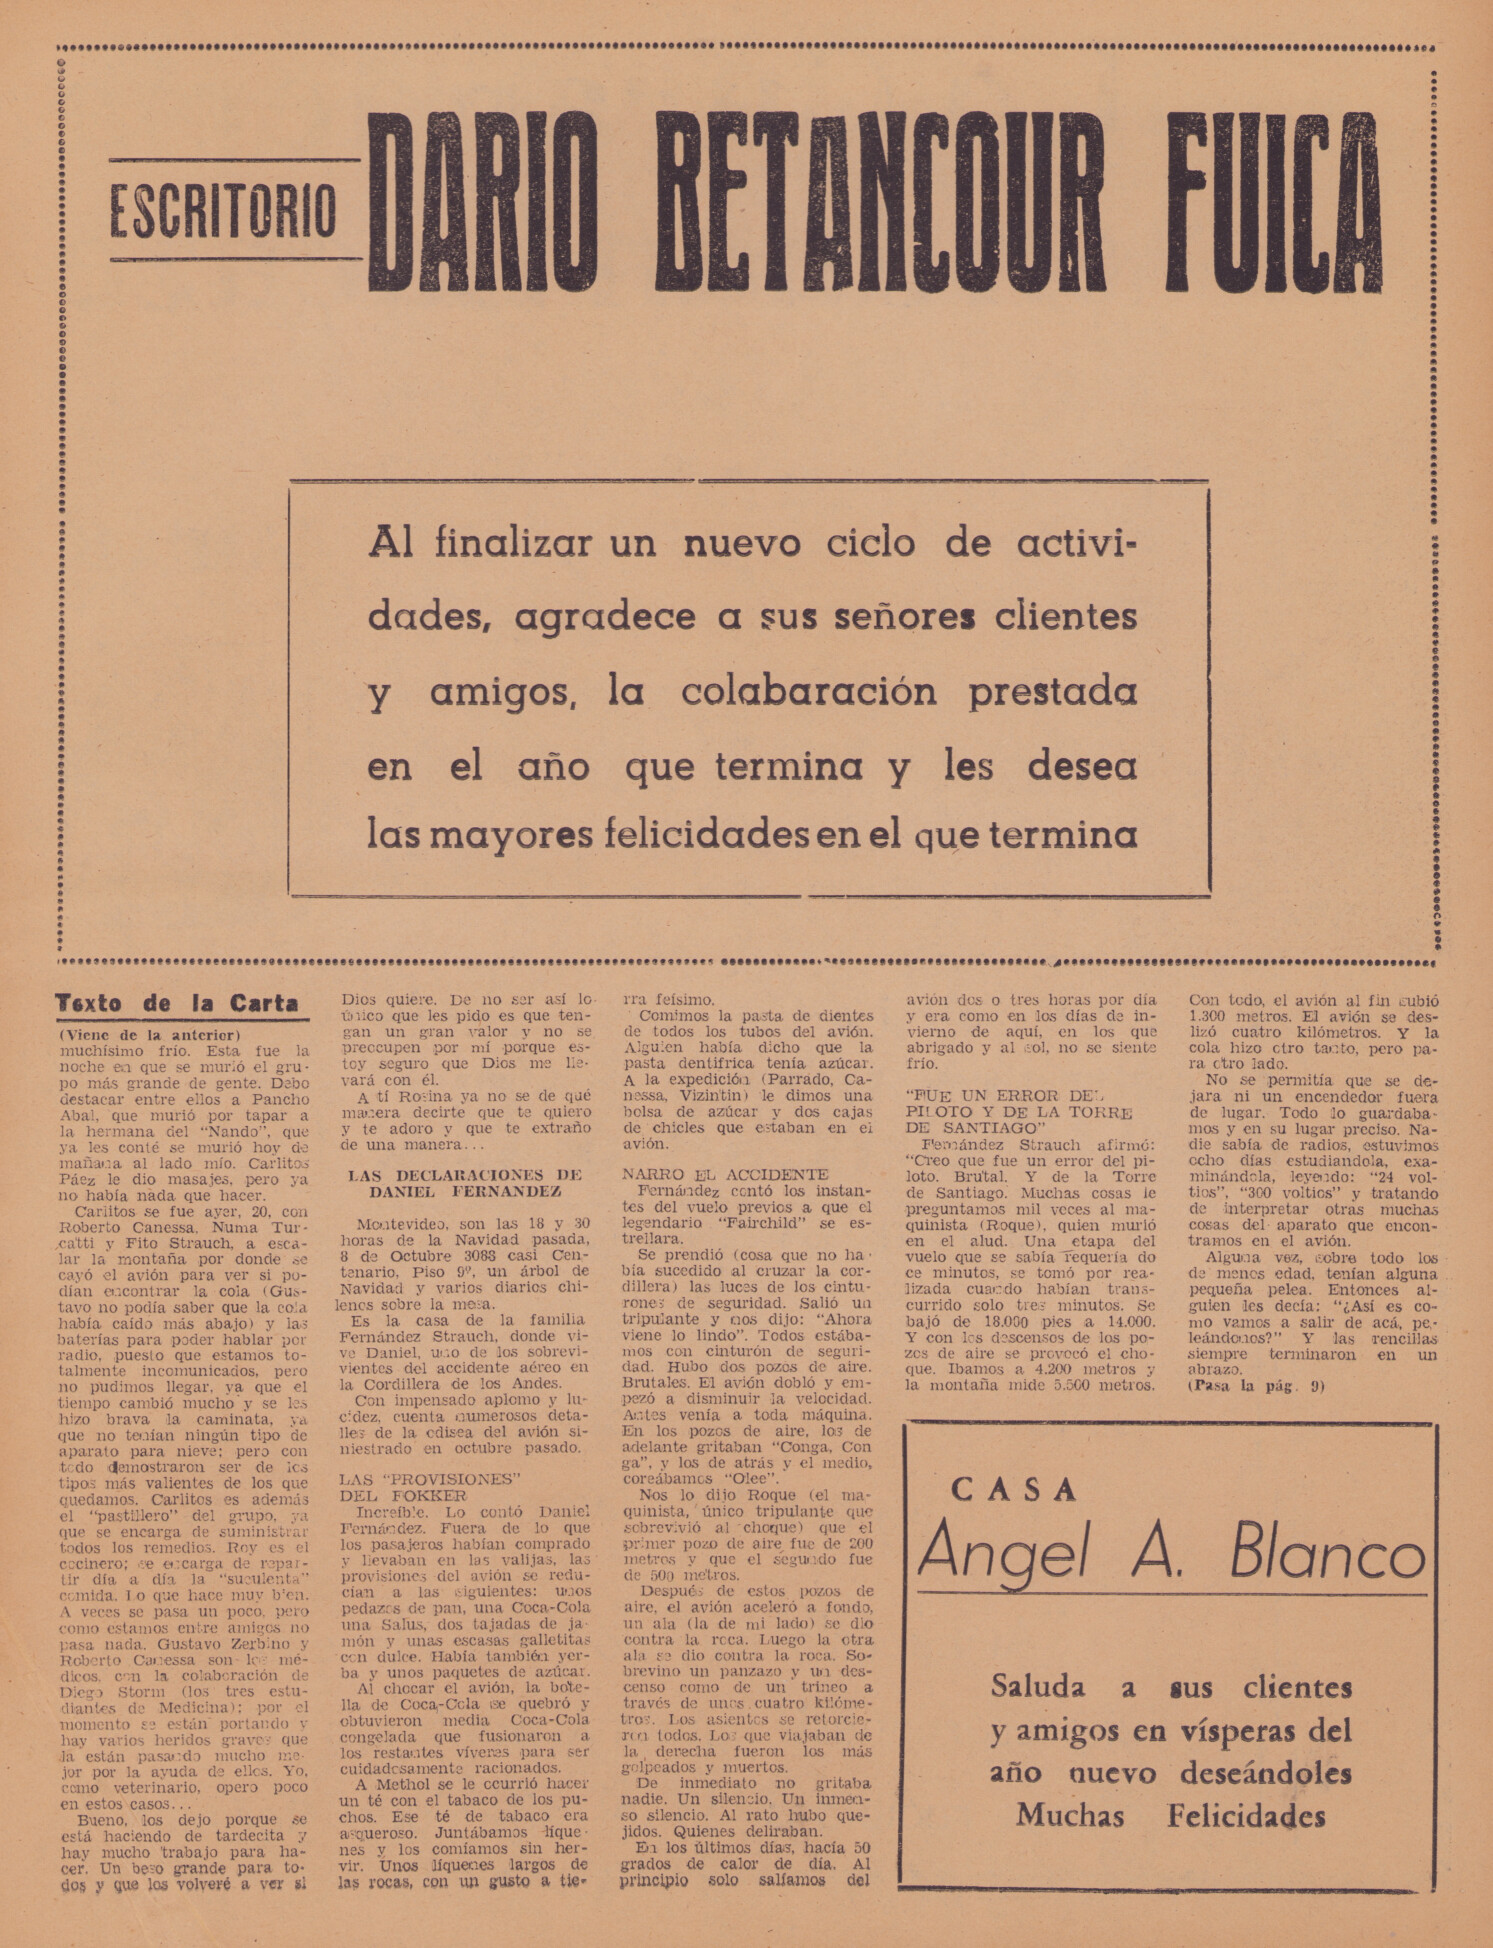 ESCRITORIO
DARIO BETANCOUR FUICA
Al finalizar un nuevo ciclo de activi-
dades, agradece a sus señores clientes
y amigos, la colabaración prestada
en el año que termina y les desea
las mayores felicidades en el que termina
Texto de la Carta
(Viene de la anterior)
muchísimo frío. Esta fue la
noche en que se murió el gru-
po más grande de gente. Debo
destacar entre ellos a Pancho
Abal, que murió por tapar a
la hermana del "Nando", que
ya les conté se murió hoy de
mañana al lado mío. Carlitos
Páez le dio masajes, pero ya
no había nada que hacer.
Carlitos se fue ayer, 20, con
Roberto Canessa, Numa Tur-
catti y Fito Strauch, a esca-
lar la montaña por donde se
cayó el avión para ver si po-
dían encontrar la cola (Gus-
tavo no podía saber que la cola
había caído más abajo) y las
baterías para poder hablar por
radio, puesto que estamos to-
talmente incomunicados, pero
no pudimos llegar, ya que el
tiempo cambió mucho y se les
hizo brava la caminata, ya
que no tenían ningún tipo de
aparato para nieve; pero con
todo demostraron ser de los
tipos más valientes de los que
quedamos. Carlitos es además
el "pastillero" del grupo, ya
que se encarga de suministrar
todos los remedios. Roy es el
cocinero; se encarga de repar-
tir día a día la "suculenta"
comida. Lo que hace muy bien.
A veces se pasa un poco, pero
como estamos entre amigos no
pasa nada. Gustavo Zerbino y
Roberto Canessa son los mé-
dicos, con la colaboración de
Diego Storm (los tres estu-
diantes de Medicina); por el
momento se están portando y
hay varios heridos graves que
la están pasando mucho me-
jor por la ayuda de ellos. Yo,
como veterinario, opero poco
en estos casos...
Bueno, los dejo porque se
está haciendo de tardecita y
hay mucho trabajo para ha-
cer. Un beso grande para to-
dos y que los volveré a ver si
Dios quiere. De no ser así lo
único que les pido es que ten-
gan un gran valor y no se
preccupen por mí porque es-
toy seguro que Dios me lle-
vará con él.
A tí Rosina ya no se de qué
manera decirte que te quiero
y te adoro y que te extraño
de una manera...
LAS DECLARACIONES DE
DANIEL FERNANDEZ
Montevideo, son las 18 y 30
horas de la Navidad pasada,
8 de Octubre 3088 casi Cen-
tenario, Piso 9º, un árbol de
Navidad y varios diarios chi-
lenos sobre la mesa.
Es la casa de la familia
Fernández Strauch, donde vi-
ve Daniel, uno de los sobrevi-
vientes del accidente aéreo en
la Cordillera de los Andes.
Con impensado aplomo y lu-
cidez, cuenta numerosos deta-
lles de la odisea del avión si-
niestrado en octubre pasado.
LAS "PROVISIONES"
DEL FOKKER
Increíble. Lo contó Daniel
Fernández. Fuera de lo que
los pasajeros habían comprado
y llevaban en las valijas, las
provisiones del avión se redu-
cían a las siguientes: unos
pedazos de pan, una Coca-Cola
una Salus, dos tajadas de ja-
món y unas escasas galletitas
con dulce. Había también yer-
ba y unos paquetes de azúcar.
Al chocar el avión, la bote-
lla de Coca-Cola se quebró y
obtuvieron media Coca-Cola
congelada que fusionaron a
los restantes víveres para ser
cuidadosamente racionados.
A Methol se le ocurrió hacer
un té con el tabaco de los pu-
chos. Ese té de tabaco era
asqueroso. Juntábamos líque-
nes y los comíamos sin her-
vir. Unos líquenes largos de
las rocas, con un gusto a tie-
rra feísimo.
Comimos la pasta de dientes
de todos los tubos del avión.
Alguien había dicho que la
pasta dentífrica tenía azúcar.
A la expedición (Parrado, Ca-
nessa, Vizintín) le dimos una
bolsa de azúcar y dos cajas
de chicles que estaban en el
avión.
NARRO EL ACCIDENTE
Fernández contó los instan-
tes del vuelo previos a que el
legendario "Fairchild" se es-
trellara.
Se prendió (cosa que no ha-
bía sucedido al cruzar la cor-
dillera) las luces de los cintu-
rones de seguridad. Salió un
tripulante y nos dijo: "Ahora
viene lo lindo". Todos estába-
mos con cinturón de seguri-
dad. Hubo dos pozos de aire.
Brutales. El avión dobló y em-
pezó a disminuir la velocidad.
Antes venía a toda máquina.
En los pozos de aire, los de
adelante gritaban "Conga, Con
ga", y los de atrás y el medio,
coreábamos "Olee".
Nos lo dijo Roque (el ma-
quinista, único tripulante que
sobrevivió al choque) que el
primer pozo de aire fue de 200
metros y que el segundo fue
de 500 metros.
Después de estos pozos de
aire, el avión aceleró a fondo,
un ala (la de mi lado) se dio
contra la roca. Luego la otra
ala se dio contra la roca. So-
brevino un panzazo y un des-
censo como de un trineo a
través de unos cuatro kilóme-
tros. Los asientos se retorcie-
ron todos. Los que viajaban de
la derecha fueron los más
golpeados y muertos.
De inmediato no gritaba
nadie. Un silencio. Un inmen-
so silencio. Al rato hubo que-
jidos. Quienes deliraban.
En los últimos días, hacía 50
grados de calor de día. Al
principio solo salíamos del
avión dos o tres horas por día
y era como en los días de in-
vierno de aquí, en los que
abrigado y al sol, no se siente
frío.
"FUE UN ERROR DEL
PILOTO Y DE LA TORRE
DE SANTIAGO"
Fernández Strauch afirmó:
"Creo que fue un error del pi-
loto. Brutal. Y de la Torre
de Santiago. Muchas cosas le
preguntamos mil veces al ma-
quinista (Roque), quien murió
en el alud. Una etapa del
vuelo que se sabía requería do
ce minutos, se tomó por rea-
lizada cuando habían trans-
currido solo tres minutos. Se
bajó de 18.000 pies a 14.000.
Y con los descensos de los po-
zos de aire se provocó el cho-
que. Ibamos a 4.200 metros y
la montaña mide 5.500 metros.
Con todo, el avión al fin subió
1.300 metros. El avión se des-
lizó cuatro kilómetros. Y la
cola hizo otro tanto, pero pa-
ra otro lado.
No se permitía que se de-
jara ni un encendedor fuera
de lugar. Todo lo guardaba-
mos y en su lugar preciso. Na-
die sabía de radios, estuvimos
ocho días estudiandola, exa-
minándola, leyendo: "24 vol-
tios", "300 voltios" y tratando
de interpretar otras muchas
cosas del aparato que encon-
tramos en el avión.
Alguna vez, sobre todo los
de menos edad, tenían alguna
pequeña pelea. Entonces al-
guien les decía: "¿Así es co-
mo vamos a salir de acá, pe-
leándonos?" Y las rencillas
siempre terminaron en un
abrazo.
(Pasa la pág. 9)
CASA
Angel A. Blanco
Saluda a sus clientes
y amigos en vísperas del
año nuevo deseándoles
Muchas Felicidades